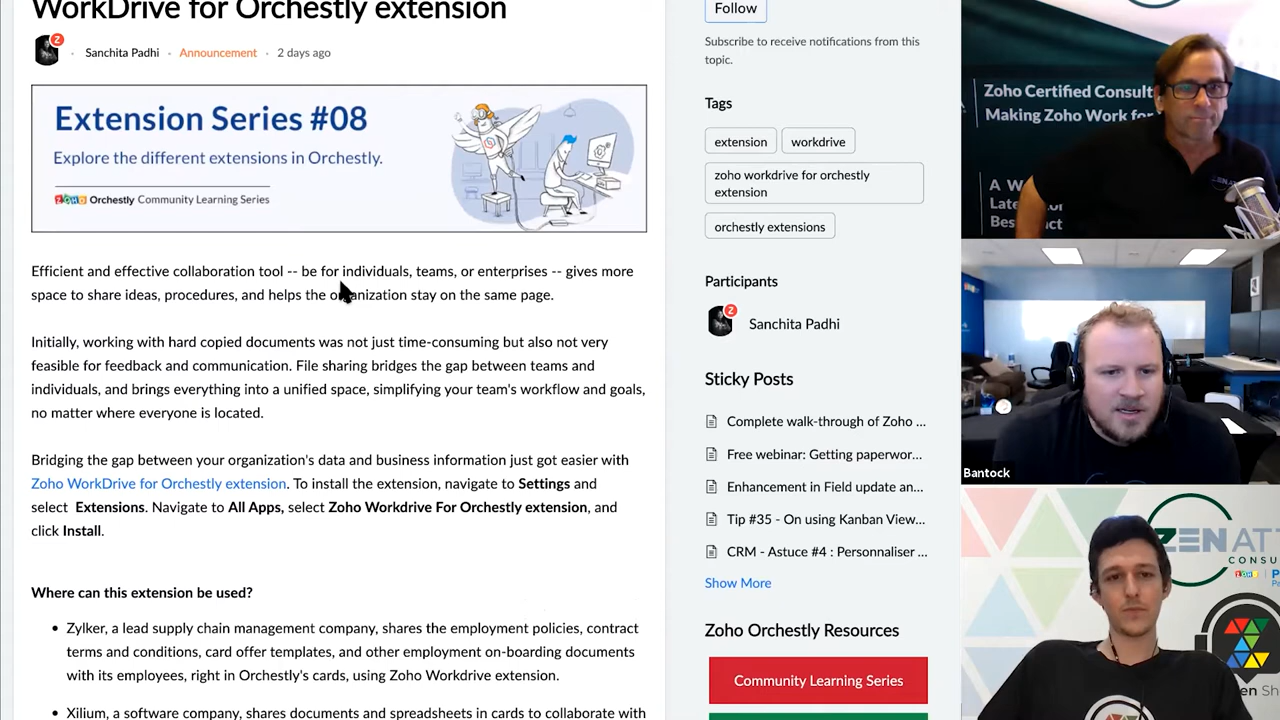 WorkDrive for Orchestly extension
Z
Sanchita Padhi
Announcement
2 days ago
Extension Series #08
Explore the different extensions in Orchestly.
ZOHO Orchestly Community Learning Series
Efficient and effective collaboration tool -- be for individuals, teams, or enterprises -- gives more
space to share ideas, procedures, and helps the organization stay on the same page.
Initially, working with hard copied documents was not just time-consuming but also not very
feasible for feedback and communication. File sharing bridges the gap between teams and
individuals, and brings everything into a unified space, simplifying your team's workflow and goals,
no matter where everyone is located.
Bridging the gap between your organization's data and business information just got easier with
Zoho WorkDrive for Orchestly extension. To install the extension, navigate to Settings and
select Extensions. Navigate to All Apps, select Zoho Workdrive For Orchestly extension, and
click Install.
Where can this extension be used?
• Zylker, a lead supply chain management company, shares the employment policies, contract
terms and conditions, card offer templates, and other employment on-boarding documents
with its employees, right in Orchestly's cards, using Zoho Workdrive extension.
• Xilium, a software company, shares documents and spreadsheets in cards to collaborate with
Follow
Subscribe to receive notifications from this
topic.
Tags
extension
workdrive
zoho workdrive for orchestly
extension
orchestly extensions
Participants
Z
Sanchita Padhi
Sticky Posts
Complete walk-through of Zoho ...
Free webinar: Getting paperwor...
Enhancement in Field update an...
Tip #35 - On using Kanban View...
CRM - Astuce #4 : Personnaliser ...
Show More
Zoho Orchestly Resources
Community Learning Series
Zoho Certified Consult
Making Zoho Work for
A W
Late
Bes
Bantock
ZENATT
CONSU
ZOHO